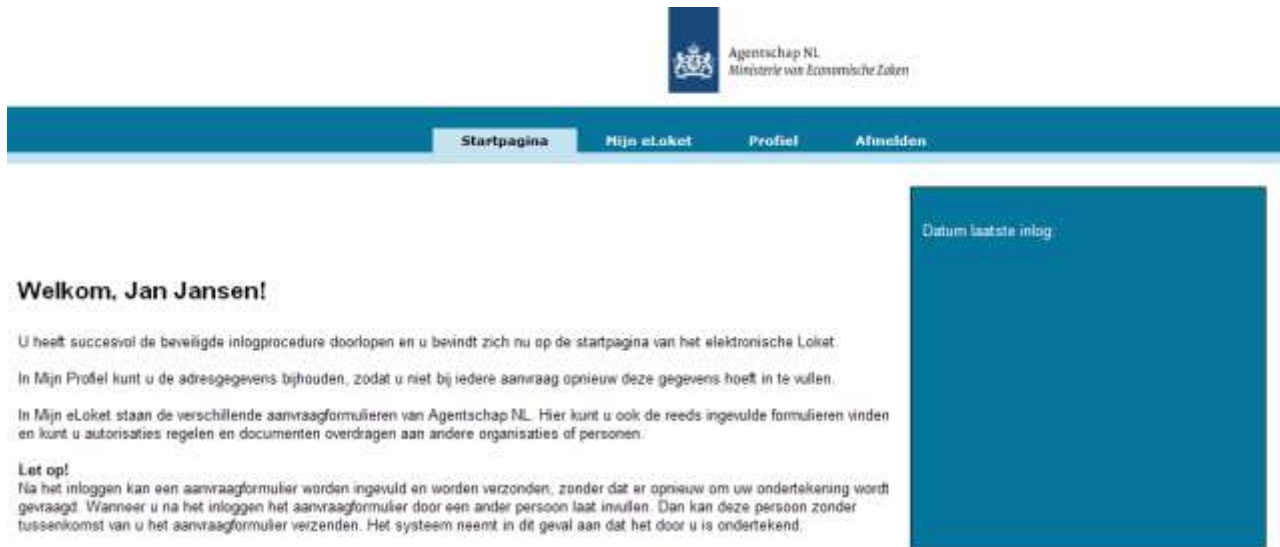 Agentschap NL
Ministerie van Economische Zaken
Startpagina Mijn eLoket Profiel Afmelden
Datum laatste inlog:
Welkom, Jan Jansen!
U heeft succesvol de beveiligde inlogprocedure doorlopen en u bevindt zich nu op de startpagina van het elektronische Loket.
In Mijn Profiel kunt u de adresgegevens bijhouden, zodat u niet bij iedere aanvraag opnieuw deze gegevens hoeft in te vullen.
In Mijn eLoket staan de verschillende aanvraagformulieren van Agentschap NL. Hier kunt u ook de reeds ingevulde formulieren vinden
en kunt u autorisaties regelen en documenten overdragen aan andere organisaties of personen.
Let op!
Na het inloggen kan een aanvraagformulier worden ingevuld en worden verzonden, zonder dat er opnieuw om uw ondertekening wordt
gevraagd. Wanneer u na het inloggen het aanvraagformulier door een ander persoon laat invullen. Dan kan deze persoon zonder
tussenkomst van u het aanvraagformulier verzenden. Het systeem neemt in dit geval aan dat het door u is ondertekend.